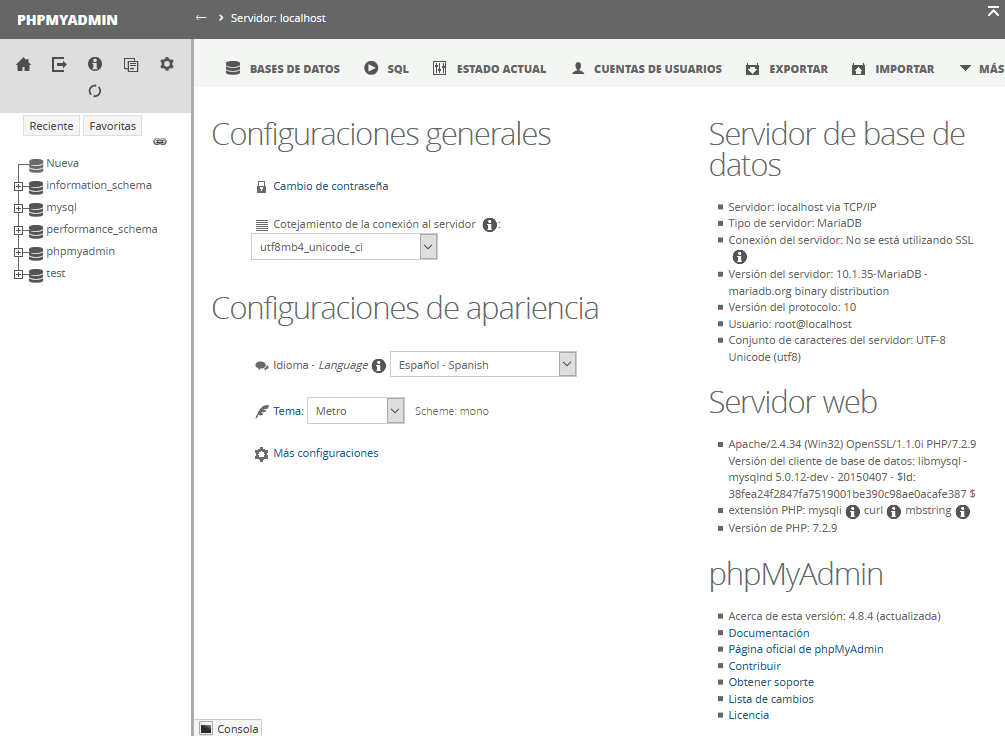 PHPMYADMIN
← › Servidor: localhost
Reciente Favoritas
Nueva
information_schema
mysql
performance_schema
phpmyadmin
test
BASES DE DATOS SQL ESTADO ACTUAL CUENTAS DE USUARIOS EXPORTAR IMPORTAR MÁS
Configuraciones generales
Cambio de contraseña
Cotejamiento de la conexión al servidor :
utf8mb4_unicode_ci
Configuraciones de apariencia
Idioma - Language Español - Spanish
Tema: Metro Scheme: mono
Más configuraciones
Servidor de base de
datos
Servidor: localhost via TCP/IP
Tipo de servidor: MariaDB
Conexión del servidor: No se está utilizando SSL
Versión del servidor: 10.1.35-MariaDB -
mariadb.org binary distribution
Versión del protocolo: 10
Usuario: root@localhost
Conjunto de caracteres del servidor: UTF-8
Unicode (utf8)
Servidor web
Apache/2.4.34 (Win32) OpenSSL/1.1.0i PHP/7.2.9
Versión del cliente de base de datos: libmysql -
mysqlnd 5.0.12-dev - 20150407 - $Id:
38fea24f2847fa7519001be390c98ae0acafe387 $
extensión PHP: mysqli curl mbstring
Versión de PHP: 7.2.9
phpMyAdmin
Acerca de esta versión: 4.8.4 (actualizada)
Documentación
Página oficial de phpMyAdmin
Contribuir
Obtener soporte
Lista de cambios
Licencia
Consola